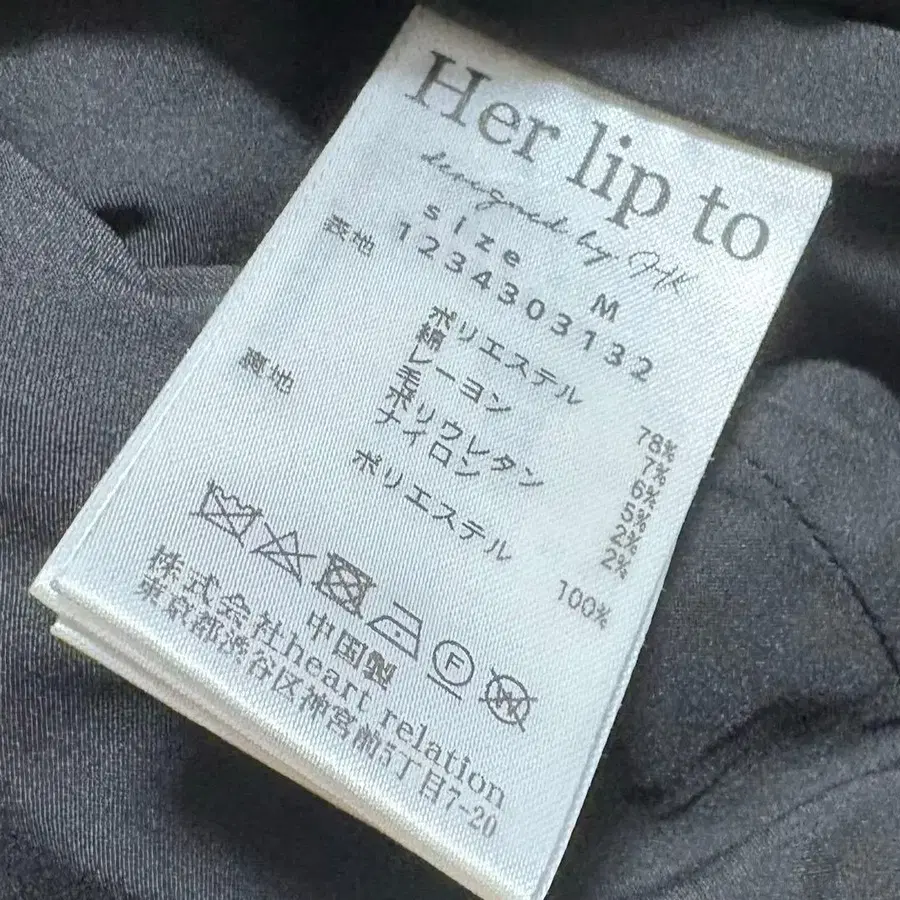 Her lip to
designed by MK
size M
1234303132
表地 ポリエステル 78%
綿 7%
レーヨン 6%
毛 5%
ポリウレタン 2%
ナイロン 2%
裏地 ポリエステル 100%
F
W
中国製
株式会社heart relation
東京都渋谷区神宮前5丁目7-20